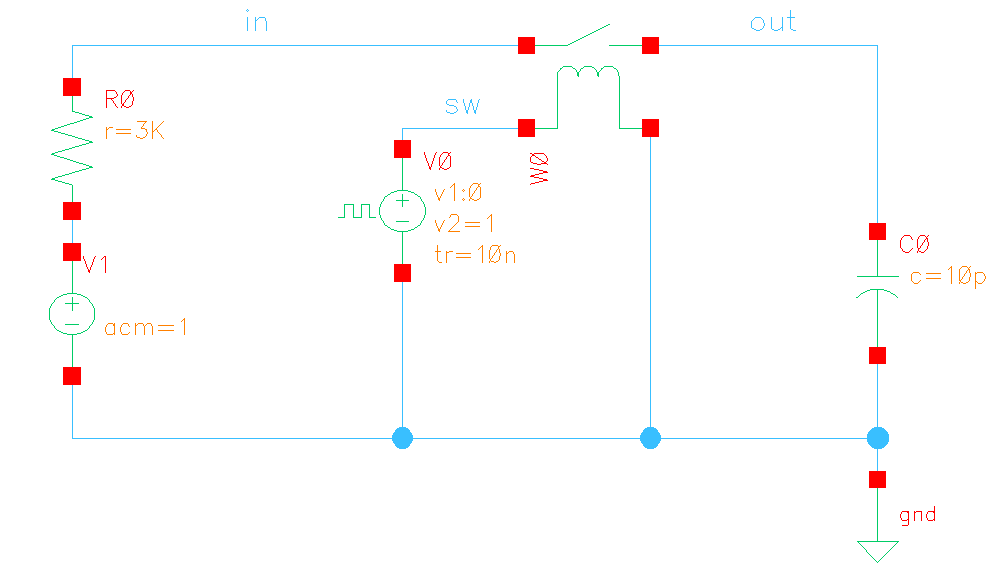 in
out
RØ
r=3K
sw
VØ
v1:Ø
v2=1
tr=1Øn
WØ
V1
acm=1
CØ
c=1Øp
gnd